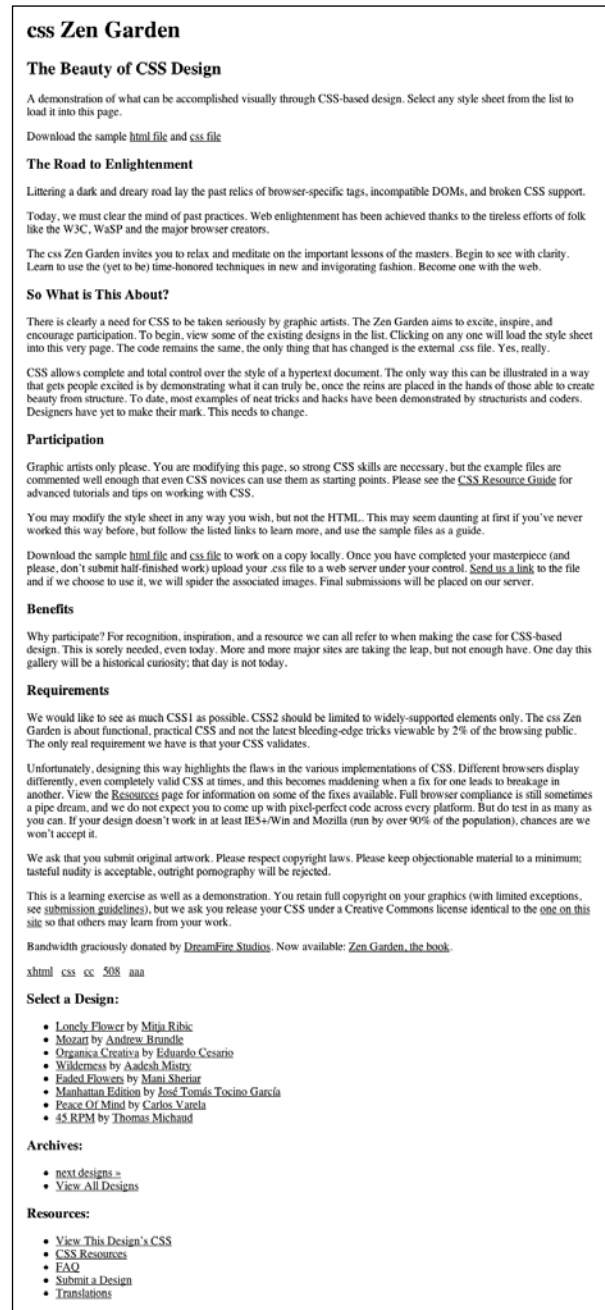 css Zen Garden
The Beauty of CSS Design
A demonstration of what can be accomplished visually through CSS-based design. Select any style sheet from the list to
load it into this page.
Download the sample html file and css file
The Road to Enlightenment
Littering a dark and dreary road lay the past relics of browser-specific tags, incompatible DOMs, and broken CSS support.
Today, we must clear the mind of past practices. Web enlightenment has been achieved thanks to the tireless efforts of folk
like the W3C, WaSP and the major browser creators.
The css Zen Garden invites you to relax and meditate on the important lessons of the masters. Begin to see with clarity.
Learn to use the (yet to be) time-honored techniques in new and invigorating fashion. Become one with the web.
So What is This About?
There is clearly a need for CSS to be taken seriously by graphic artists. The Zen Garden aims to excite, inspire, and
encourage participation. To begin, view some of the existing designs in the list. Clicking on any one will load the style sheet
into this very page. The code remains the same, the only thing that has changed is the external .css file. Yes, really.
CSS allows complete and total control over the style of a hypertext document. The only way this can be illustrated in a way
that gets people excited is by demonstrating what it can truly be, once the reins are placed in the hands of those able to create
beauty from structure. To date, most examples of neat tricks and hacks have been demonstrated by structurists and coders.
Designers have yet to make their mark. This needs to change.
Participation
Graphic artists only please. You are modifying this page, so strong CSS skills are necessary, but the example files are
commented well enough that even CSS novices can use them as starting points. Please see the CSS Resource Guide for
advanced tutorials and tips on working with CSS.
You may modify the style sheet in any way you wish, but not the HTML. This may seem daunting at first if you've never
worked this way before, but follow the listed links to learn more, and use the sample files as a guide.
Download the sample html file and css file to work on a copy locally. Once you have completed your masterpiece (and
please, don't submit half-finished work) upload your .css file to a web server under your control. Send us a link to the file
and if we choose to use it, we will spider the associated images. Final submissions will be placed on our server.
Benefits
Why participate? For recognition, inspiration, and a resource we can all refer to when making the case for CSS-based
design. This is sorely needed, even today. More and more major sites are taking the leap, but not enough have. One day this
gallery will be a historical curiosity; that day is not today.
Requirements
We would like to see as much CSS1 as possible. CSS2 should be limited to widely-supported elements only. The css Zen
Garden is about functional, practical CSS and not the latest bleeding-edge tricks viewable by 2% of the browsing public.
The only real requirement we have is that your CSS validates.
Unfortunately, designing this way highlights the flaws in the various implementations of CSS. Different browsers display
differently, even completely valid CSS at times, and this becomes maddening when a fix for one leads to breakage in
another. View the Resources page for information on some of the fixes available. Full browser compliance is still sometimes
a pipe dream, and we do not expect you to come up with pixel-perfect code across every platform. But do test in as many as
you can. If your design doesn't work in at least IE5+/Win and Mozilla (run by over 90% of the population), chances are we
won't accept it.
We ask that you submit original artwork. Please respect copyright laws. Please keep objectionable material to a minimum;
tasteful nudity is acceptable, outright pornography will be rejected.
This is a learning exercise as well as a demonstration. You retain full copyright on your graphics (with limited exceptions,
see submission guidelines), but we ask you release your CSS under a Creative Commons license identical to the one on this
site so that others may learn from your work.
Bandwidth graciously donated by DreamFire Studios. Now available: Zen Garden, the book.
xhtml css cc 508 aaa
Select a Design:
• Lonely Flower by Mitja Ribic
• Mozart by Andrew Brundle
• Organica Creativa by Eduardo Cesario
• Wilderness by Aadesh Mistry
• Faded Flowers by Mani Sheriar
• Manhattan Edition by José Tomás Tocino García
• Peace Of Mind by Carlos Varela
• 45 RPM by Thomas Michaud
Archives:
• next designs »
• View All Designs
Resources:
• View This Design's CSS
• CSS Resources
• FAQ
• Submit a Design
• Translations